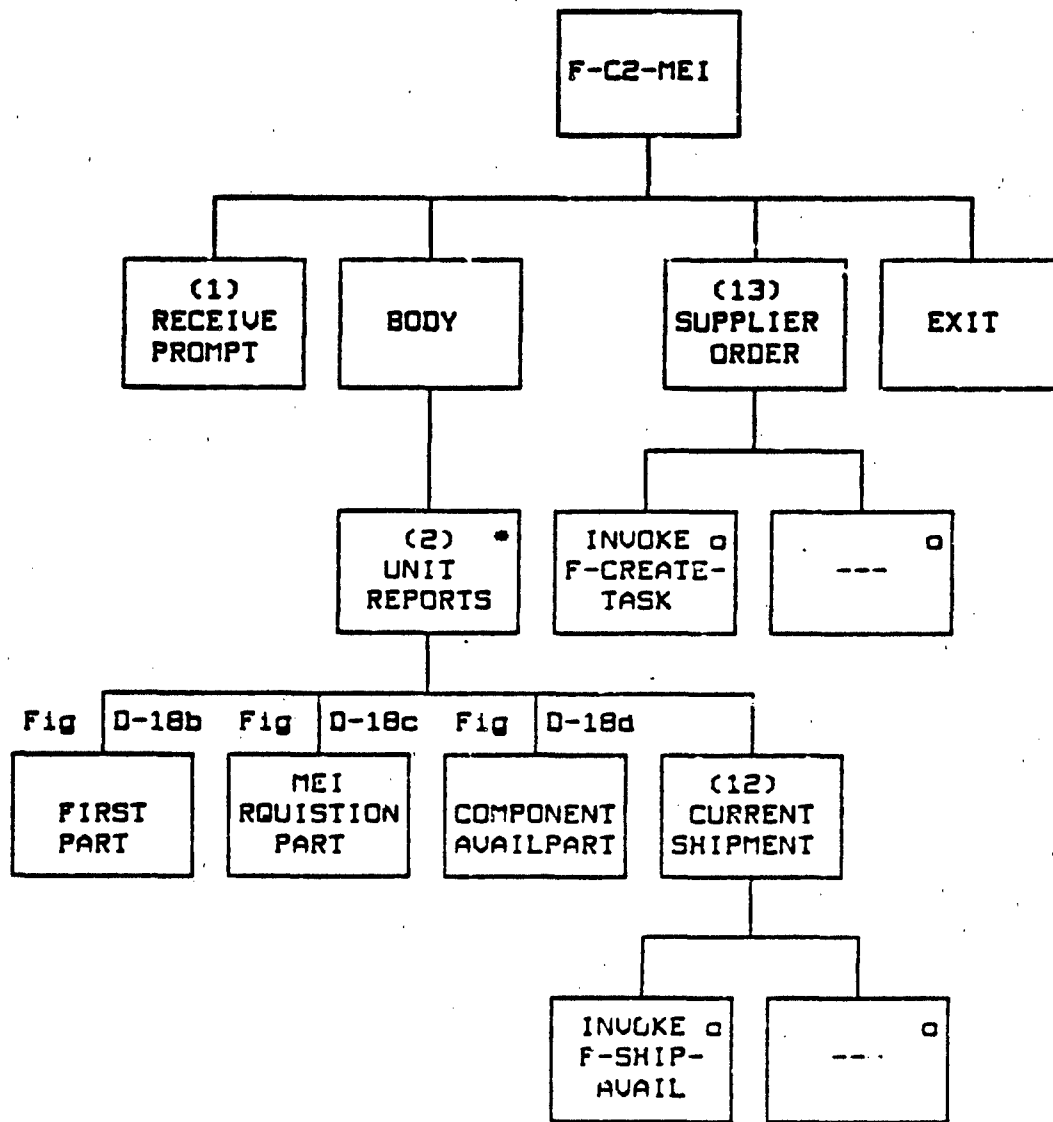 F-C2-MEI
(1)
RECEIVE
PROMPT
BODY
(13)
SUPPLIER
ORDER
EXIT
(2) *
UNIT
REPORTS
INVOKE o
F-CREATE-
TASK
o
---
Fig D-18b Fig D-18c Fig D-18d
FIRST
PART
MEI
RQUISTION
PART
COMPONENT
AVAILPART
(12)
CURRENT
SHIPMENT
INVOKE o
F-SHIP-
AVAIL
o
---